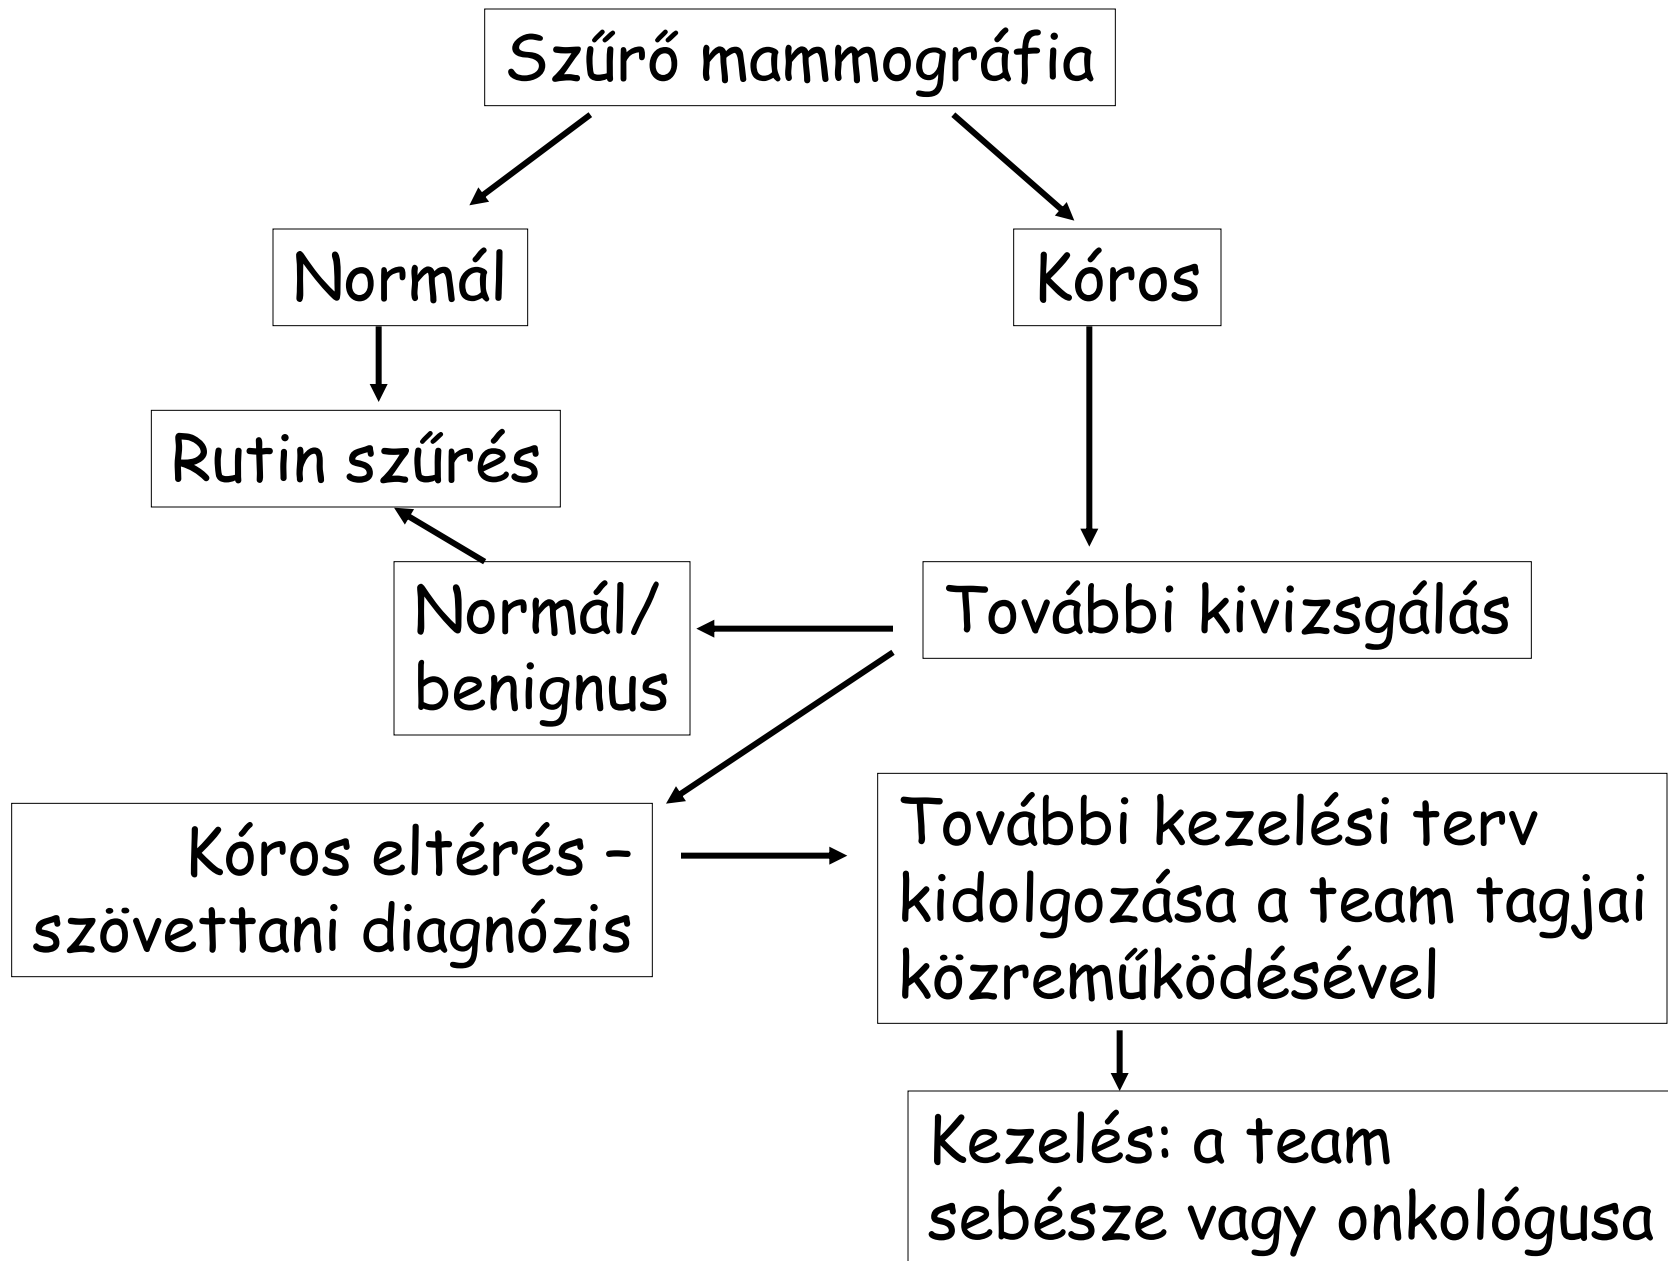 Szűrő mammográfia
Normál
Kóros
Rutin szűrés
Normál/
benignus
További kivizsgálás
Kóros eltérés –
szövettani diagnózis
További kezelési terv
kidolgozása a team tagjai
közreműködésével
Kezelés: a team
sebésze vagy onkológusa